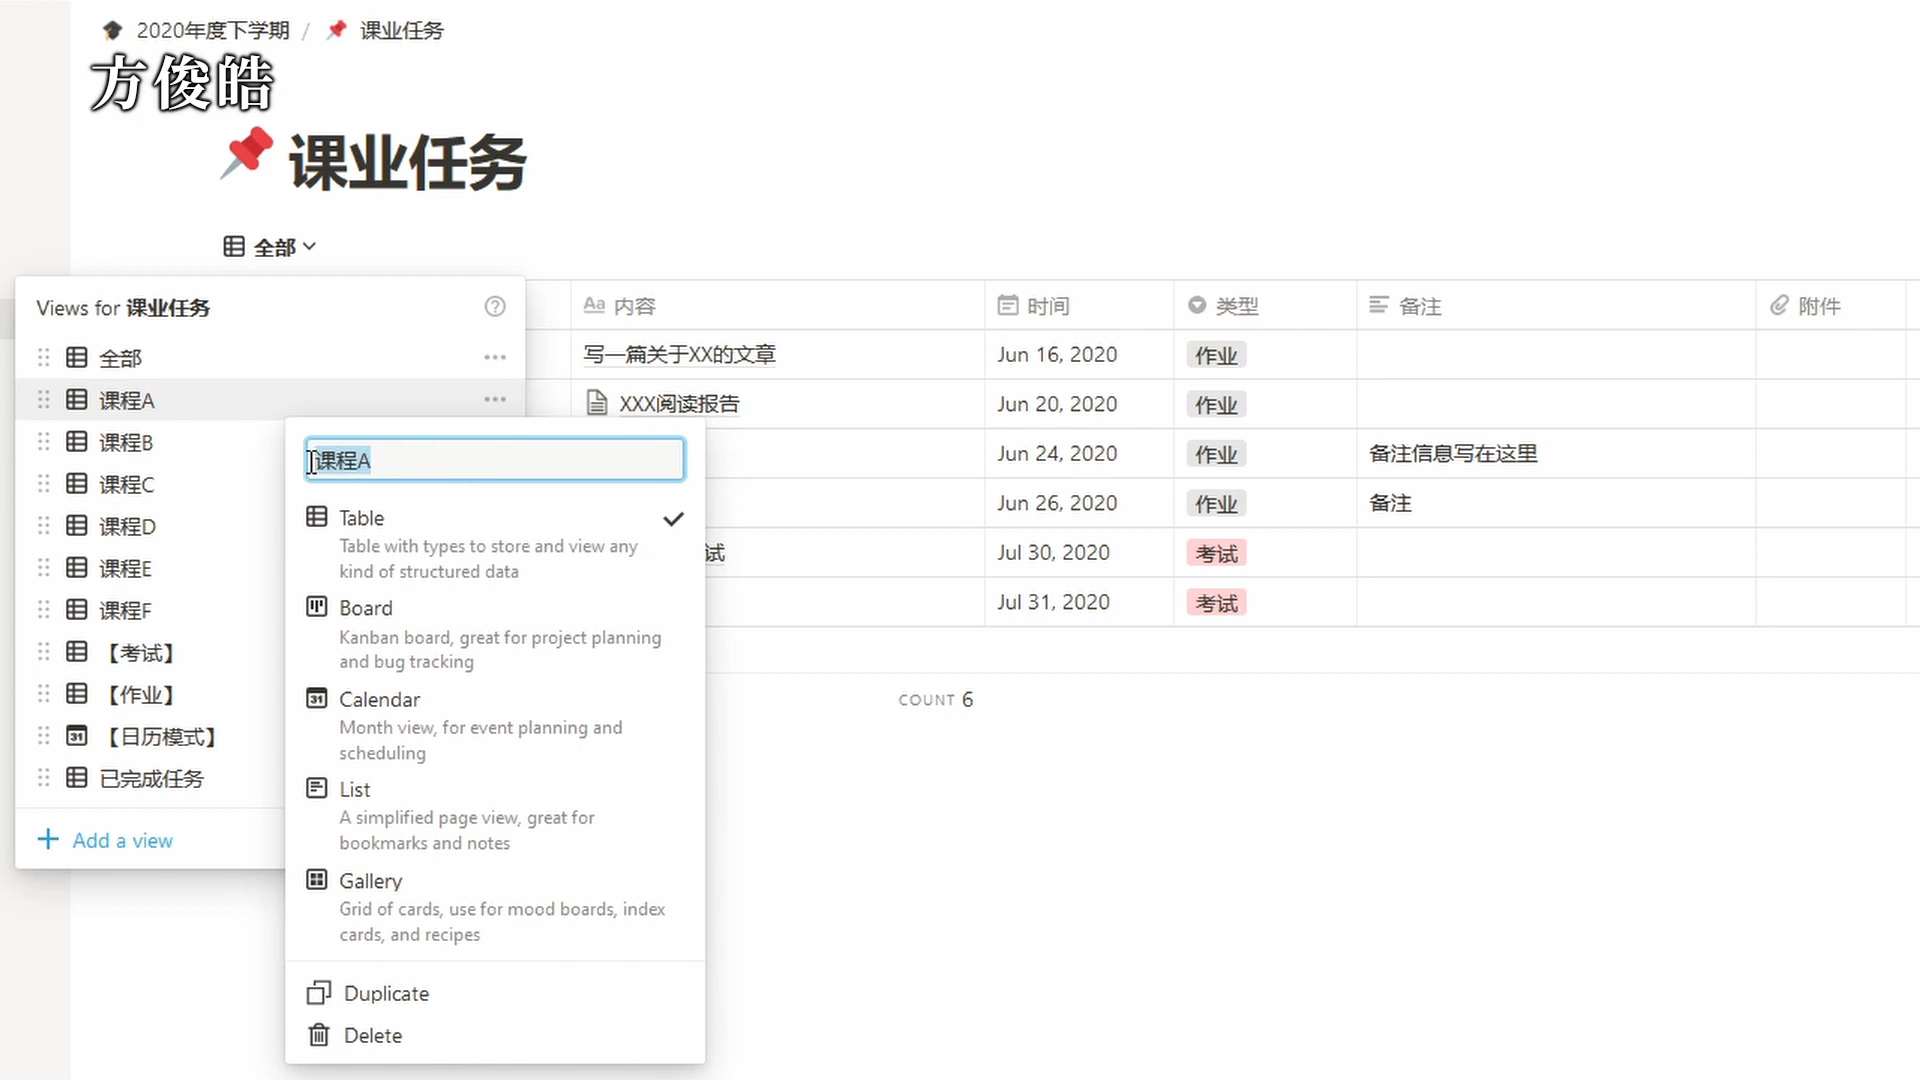 2020年度下学期 / 课业任务
方俊皓
课业任务
全部
Views for 课业任务
全部
课程A
课程B
课程C
课程D
课程E
课程F
【考试】
【作业】
【日历模式】
已完成任务
Add a view
课程A
Table
Table with types to store and view any
kind of structured data
Board
Kanban board, great for project planning
and bug tracking
Calendar
Month view, for event planning and
scheduling
List
A simplified page view, great for
bookmarks and notes
Gallery
Grid of cards, use for mood boards, index
cards, and recipes
Duplicate
Delete
Aa 内容 时间 类型 备注 附件
写一篇关于XX的文章 Jun 16, 2020 作业
XXX阅读报告 Jun 20, 2020 作业
Jun 24, 2020 作业 备注信息写在这里
Jun 26, 2020 作业 备注
试 Jul 30, 2020 考试
Jul 31, 2020 考试
COUNT 6